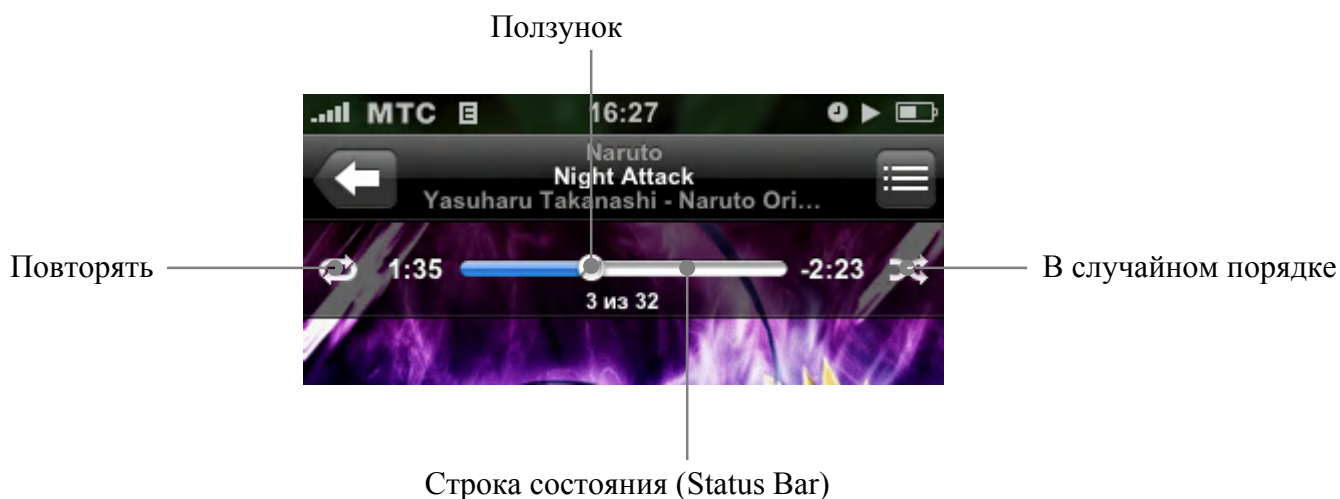 Ползунок
МТС E 16:27
Naruto
Night Attack
Yasuharu Takanashi - Naruto Ori...
Повторять
1:35
-2:23
В случайном порядке
3 из 32
Строка состояния (Status Bar)